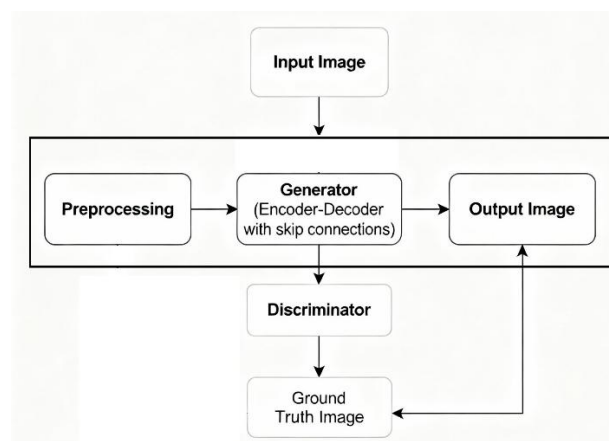 Input Image
Preprocessing
Generator
(Encoder-Decoder
with skip connections)
Output Image
Discriminator
Ground
Truth Image